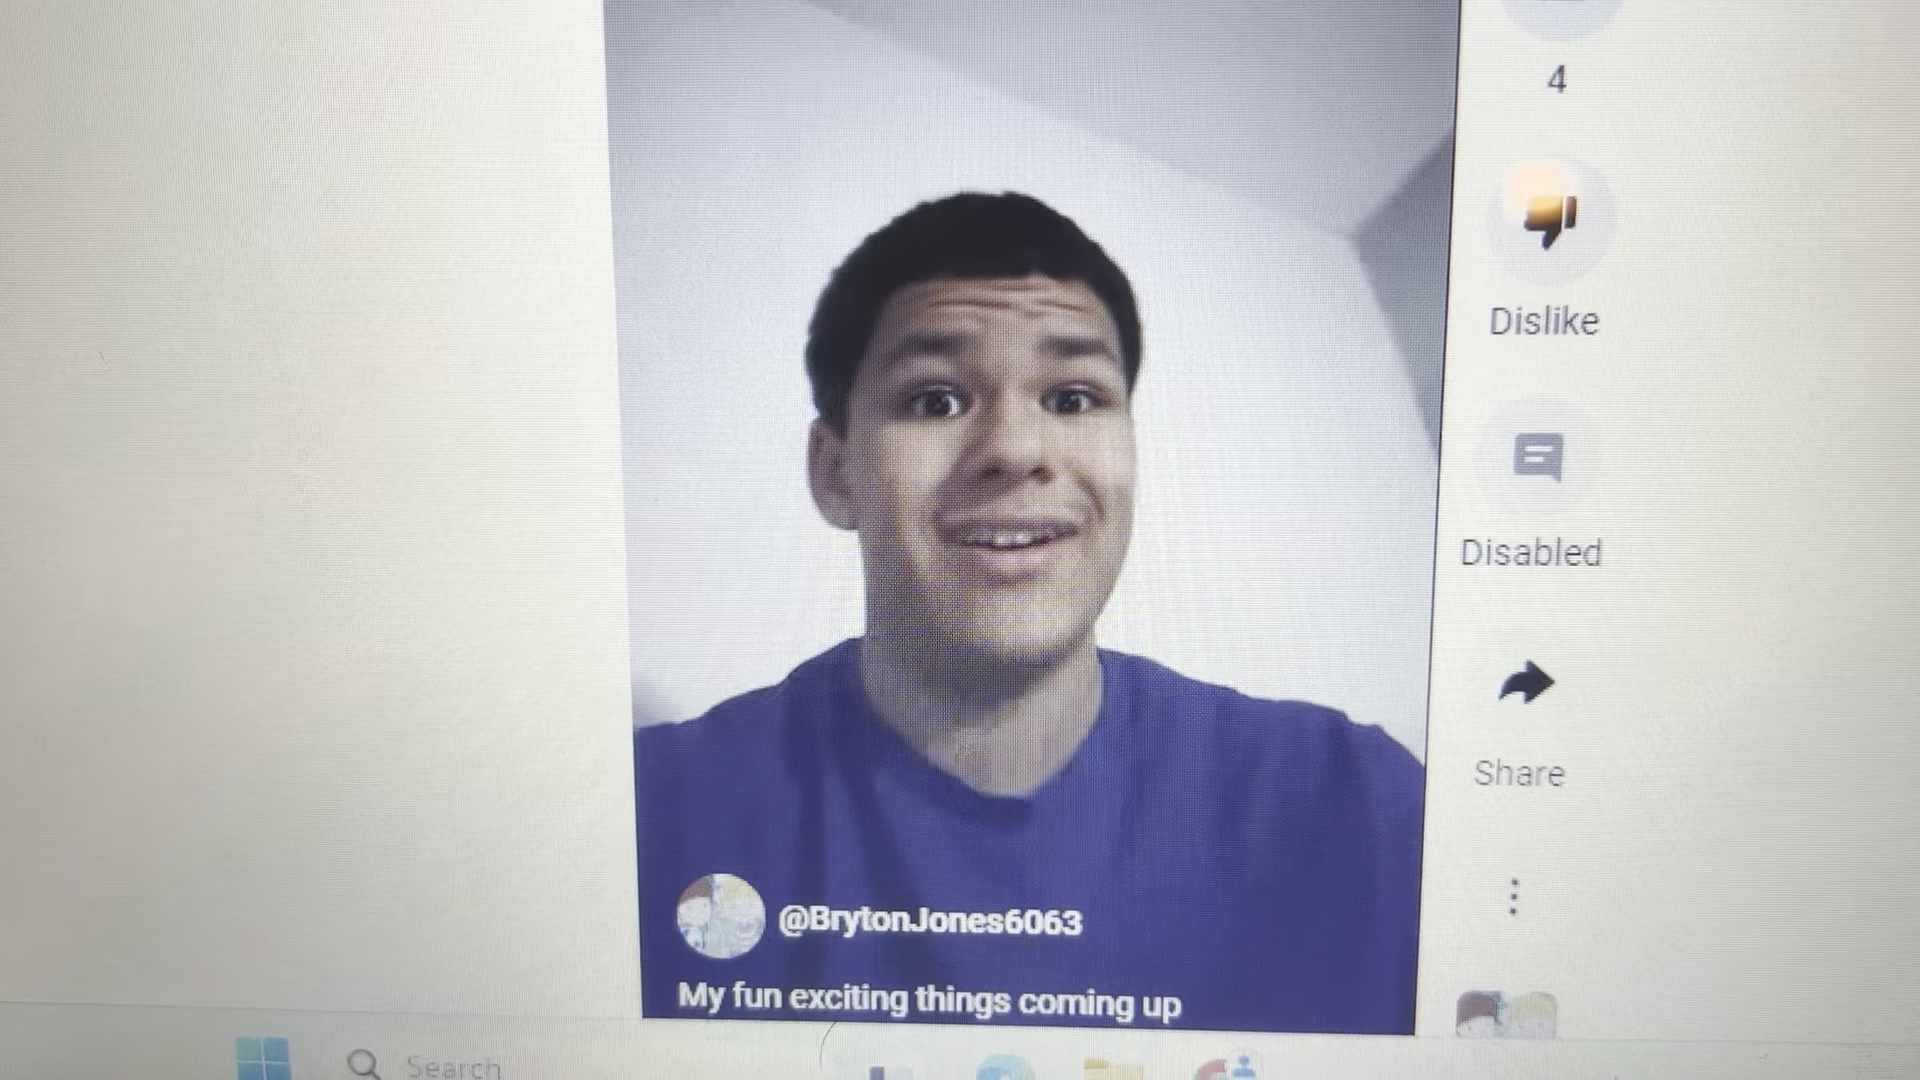 4
Dislike
Disabled
Share
@BrytonJones6063
My fun exciting things coming up
Search